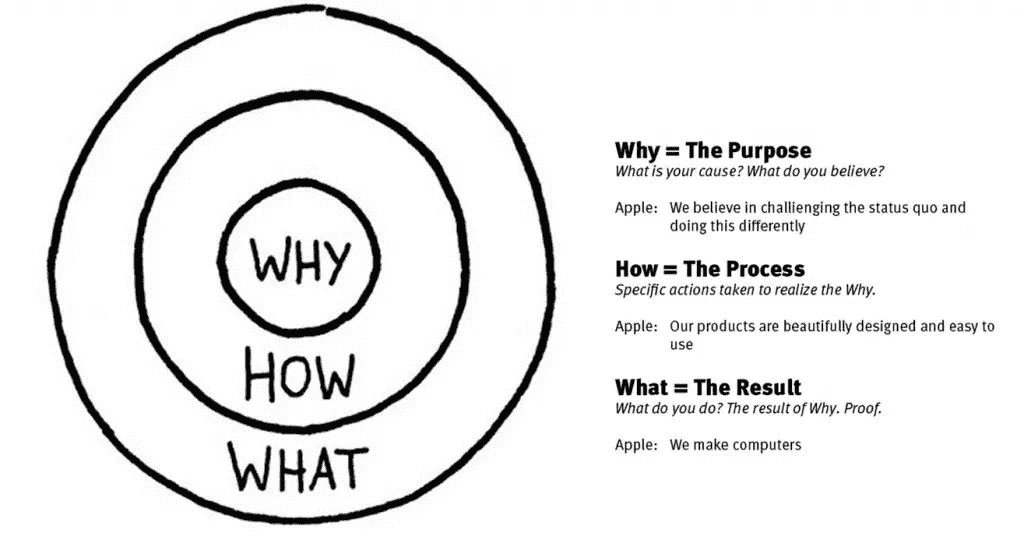 WHY
HOW
WHAT
Why = The Purpose
What is your cause? What do you believe?
Apple: We believe in challienging the status quo and
doing this differently
How = The Process
Specific actions taken to realize the Why.
Apple: Our products are beautifully designed and easy to
use
What = The Result
What do you do? The result of Why. Proof.
Apple: We make computers